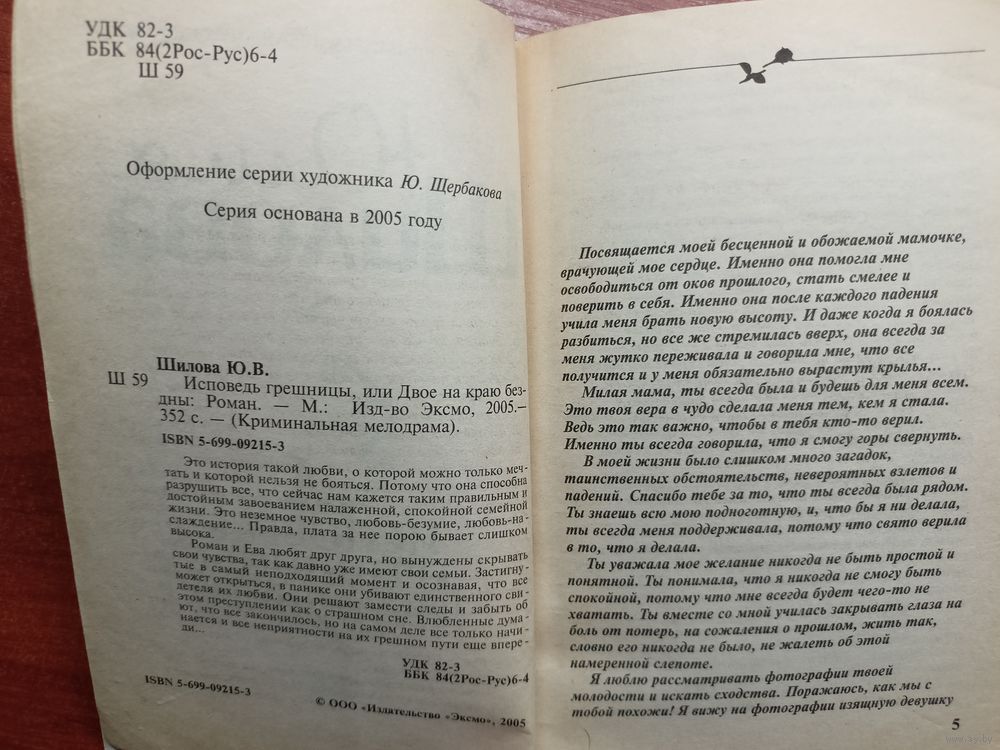 УДК 82-3
ББК 84(2Рос-Рус)6-4
Ш 59
Оформление серии художника Ю. Щербакова
Серия основана в 2005 году
Шилова Ю.В.
Ш 59
Исповедь грешницы, или Двое на краю без-
дны: Роман. — М.: Изд-во Эксмо, 2005.—
352 с. — (Криминальная мелодрама).
ISBN 5-699-09215-3
Это история такой любви, о которой можно только меч-
тать и которой нельзя не бояться. Потому что она способна
разрушить все, что сейчас нам кажется таким правильным и
достойным завоеванием налаженной, спокойной семейной
жизни. Это неземное чувство, любовь-безумие, любовь-на-
слаждение... Правда, плата за нее порою бывает слишком
высока.
Роман и Ева любят друг друга, но вынуждены скрывать
свои чувства, так как давно уже имеют свои семьи. Застигну-
тые в самый неподходящий момент и осознавая, что все
может открыться, в панике они убивают единственного сви-
детеля их любви. Они решают замести следы и забыть об
этом преступлении как о страшном сне. Влюбленные дума-
ют, что все закончилось, но на самом деле все только начи-
нается и все неприятности на их грешном пути еще впере-
ди...
УДК 82-3
ББК 84(2Рос-Рус)6-4
ISBN 5-699-09215-3
© ООО «Издательство «Эксмо», 2005
Посвящается моей бесценной и обожаемой мамочке,
врачующей мое сердце. Именно она помогла мне
освободиться от оков прошлого, стать смелее и
поверить в себя. Именно она после каждого падения
учила меня брать новую высоту. И даже когда я боялась
разбиться, но все же стремилась вверх, она всегда за
меня жутко переживала и говорила мне, что все
получится и у меня обязательно вырастут крылья...
Милая мама, ты всегда была и будешь для меня всем.
Это твоя вера в чудо сделала меня тем, кем я стала.
Ведь это так важно, чтобы в тебя кто-то верил.
Именно ты всегда говорила, что я смогу горы свернуть.
В моей жизни было слишком много загадок,
таинственных обстоятельств, невероятных взлетов и
падений. Спасибо тебе за то, что ты всегда была рядом.
Ты знаешь всю мою подноготную, и, что бы я ни делала,
ты всегда меня поддерживала, потому что свято верила
в то, что я делала.
Ты уважала мое желание никогда не быть простой и
понятной. Ты понимала, что я никогда не смогу быть
спокойной, потому что мне всегда будет чего-то не
хватать. Ты вместе со мной училась закрывать глаза на
боль от потерь, на сожаления о прошлом, жить так,
словно его никогда не было, не жалеть об этой
намеренной слепоте.
Я люблю рассматривать фотографии твоей
молодости и искать сходства. Поражаюсь, как мы с
тобой похожи! Я вижу на фотографии изящную девушку
5